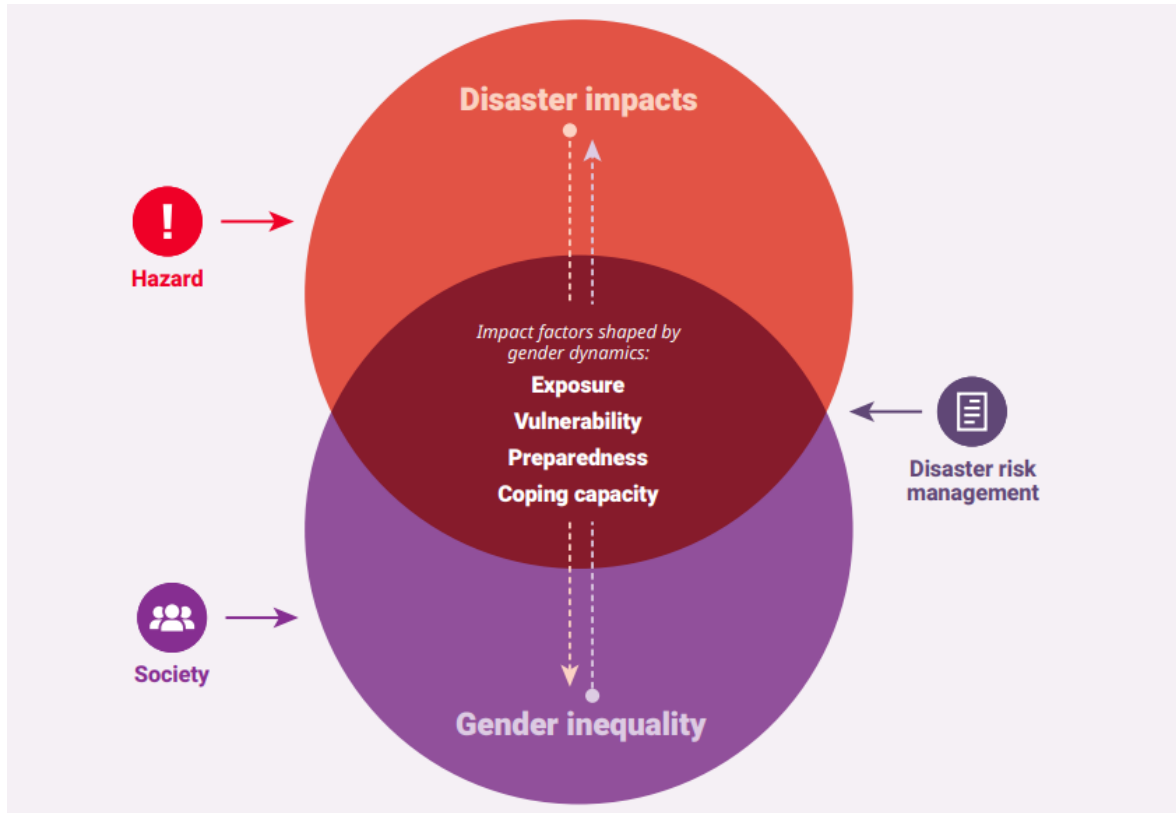 Disaster impacts
!
Hazard
Impact factors shaped by
gender dynamics:
Exposure
Vulnerability
Preparedness
Coping capacity
Disaster risk
management
Society
Gender inequality